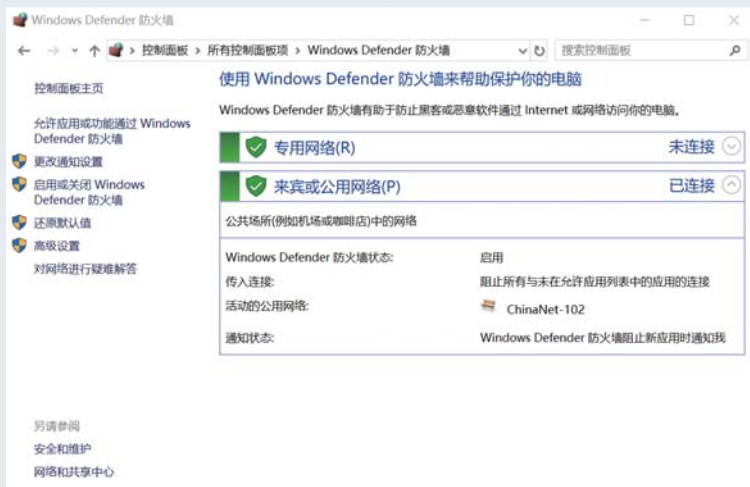 Windows Defender 防火墙
控制面板 › 所有控制面板项 › Windows Defender 防火墙
搜索控制面板
控制面板主页
允许应用或功能通过 Windows
Defender 防火墙
更改通知设置
启用或关闭 Windows
Defender 防火墙
还原默认值
高级设置
对网络进行疑难解答
使用 Windows Defender 防火墙来帮助保护你的电脑
Windows Defender 防火墙有助于防止黑客或恶意软件通过 Internet 或网络访问你的电脑。
专用网络(R) 未连接
来宾或公用网络(P) 已连接
公共场所(例如机场或咖啡店)中的网络
Windows Defender 防火墙状态: 启用
传入连接: 阻止所有与未在允许应用列表中的应用的连接
活动的公用网络: ChinaNet-102
通知状态: Windows Defender 防火墙阻止新应用时通知我
另请参阅
安全和维护
网络和共享中心